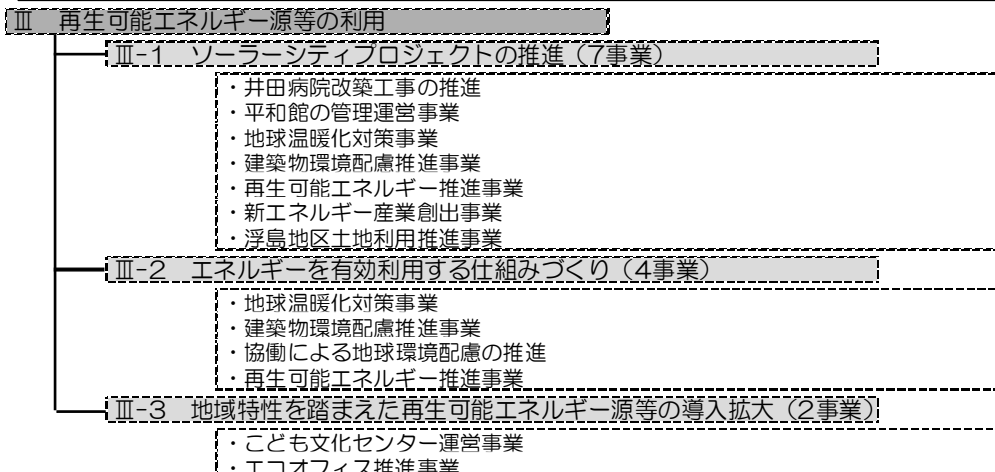 Ⅲ 再生可能エネルギー源等の利用
Ⅲ-1 ソーラーシティプロジェクトの推進（7事業）
・井田病院改築工事の推進
・平和館の管理運営事業
・地球温暖化対策事業
・建築物環境配慮推進事業
・再生可能エネルギー推進事業
・新エネルギー産業創出事業
・浮島地区土地利用推進事業
Ⅲ-2 エネルギーを有効利用する仕組みづくり（4事業）
・地球温暖化対策事業
・建築物環境配慮推進事業
・協働による地球環境配慮の推進
・再生可能エネルギー推進事業
Ⅲ-3 地域特性を踏まえた再生可能エネルギー源等の導入拡大（2事業）
・こども文化センター運営事業
・エコオフィス推進事業